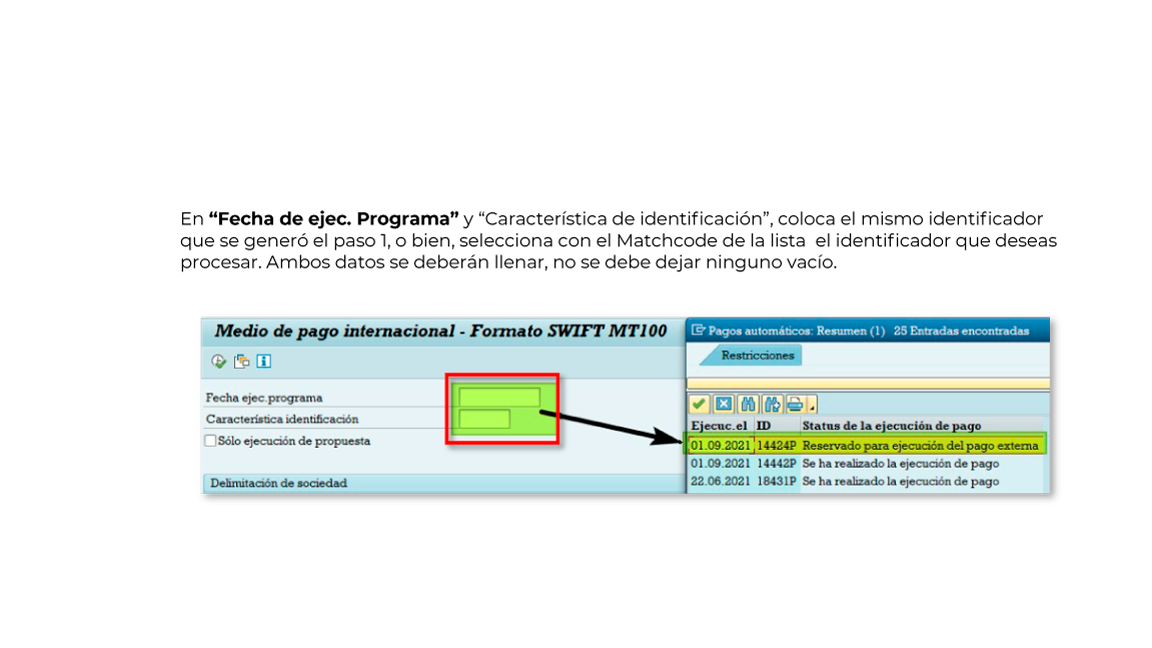 En “Fecha de ejec. Programa” y “Característica de identificación”, coloca el mismo identificador
que se generó el paso 1, o bien, selecciona con el Matchcode de la lista  el identificador que deseas
procesar. Ambos datos se deberán llenar, no se debe dejar ninguno vacío.
Medio de pago internacional - Formato SWIFT MT100
Fecha ejec.programa
Característica identificación
Sólo ejecución de propuesta
Delimitación de sociedad
Pagos automáticos: Resumen (1) 25 Entradas encontradas
Restricciones
Ejecuc.el ID Status de la ejecución de pago
01.09.2021 14424P Reservado para ejecución del pago externa
01.09.2021 14442P Se ha realizado la ejecución de pago
22.06.2021 18431P Se ha realizado la ejecución de pago